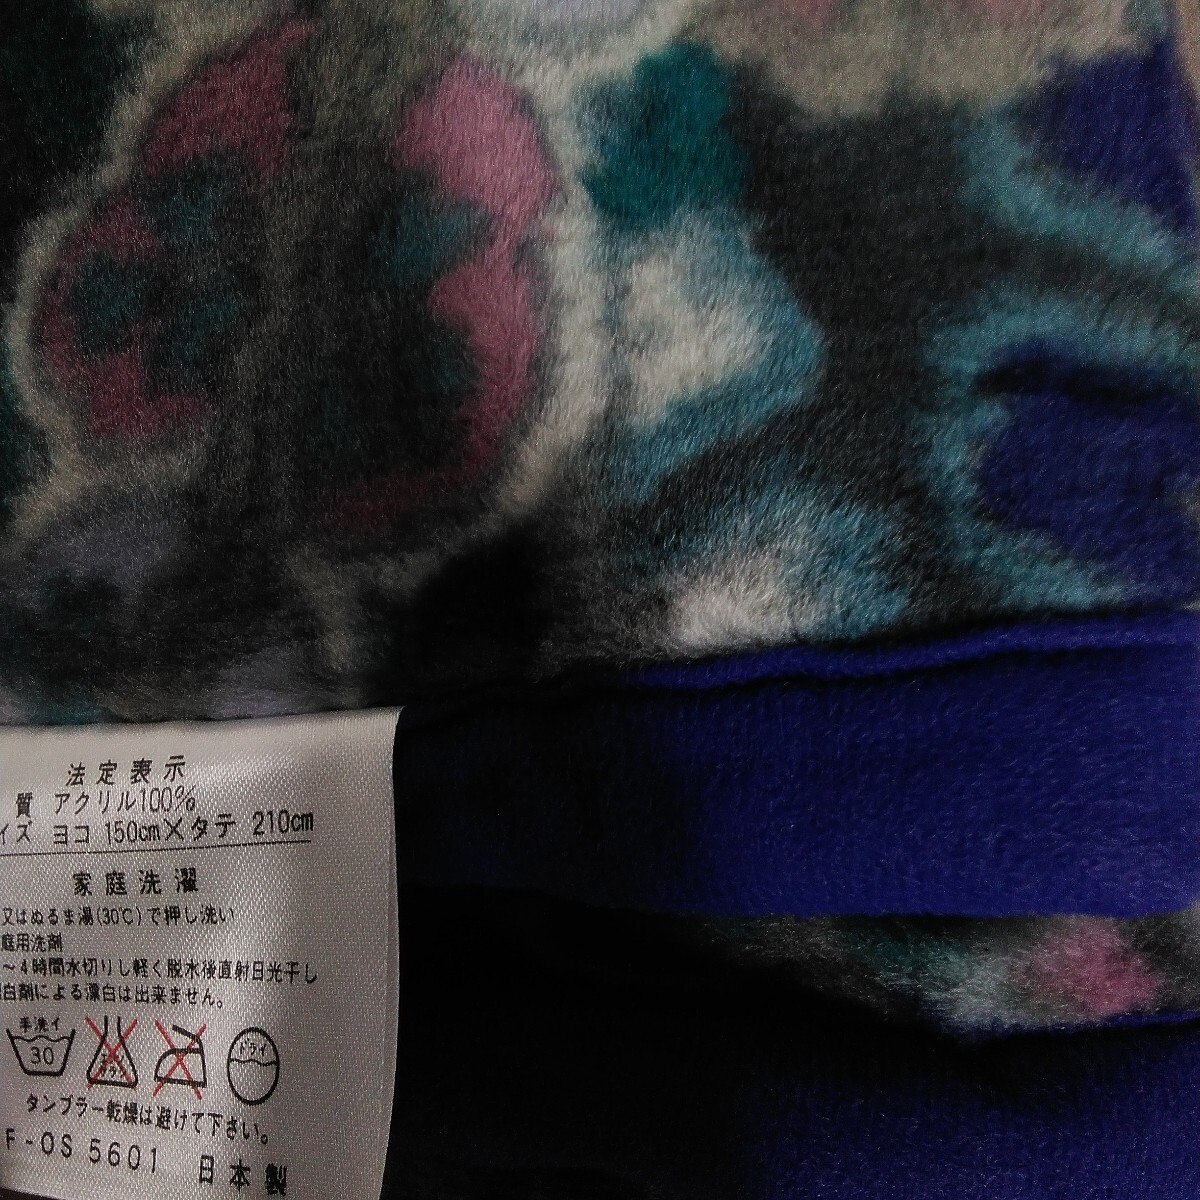 法定表示
質 アクリル100%
イズ ヨコ 150cm×タテ 210cm
家庭洗濯
又はぬるま湯(30℃)で押し洗い
庭用洗剤
～4時間水切りし軽く脱水後直射日光干し
白剤による漂白は出来ません。
手洗イ
30
ドライ
タンブラー乾燥は避けて下さい。
F-OS 5601 日本製